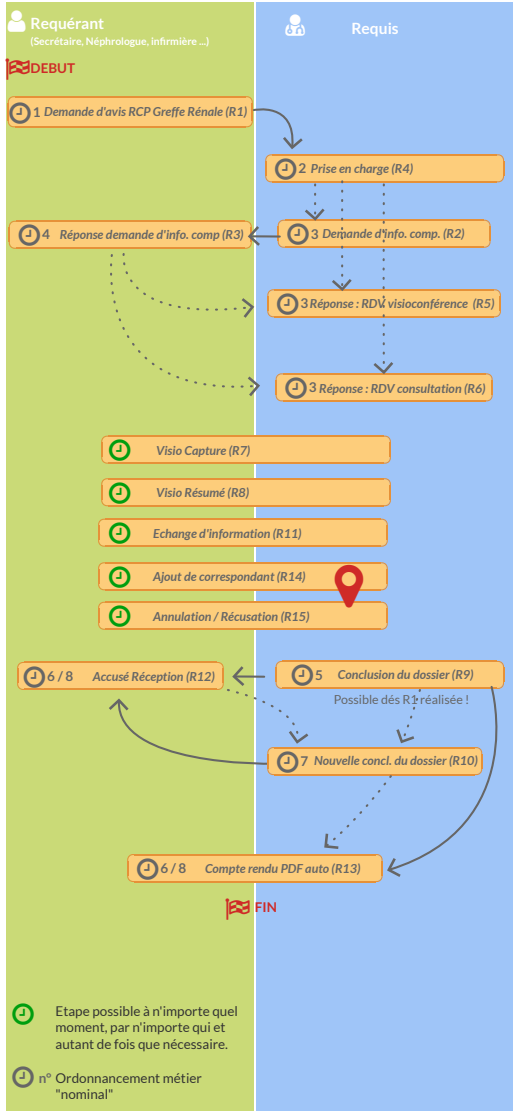 Requérant
(Secrétaire, Néphrologue, infirmière ...)
Requis
DEBUT
1 Demande d'avis RCP Greffe Rénale (R1)
2 Prise en charge (R4)
4 Réponse demande d'info. comp (R3)
3 Demande d'info. comp. (R2)
3 Réponse : RDV visioconférence (R5)
3 Réponse : RDV consultation (R6)
Visio Capture (R7)
Visio Résumé (R8)
Echange d'information (R11)
Ajout de correspondant (R14)
Annulation / Récusation (R15)
6 / 8 Accusé Réception (R12)
5 Conclusion du dossier (R9)
Possible dés R1 réalisée !
7 Nouvelle concl. du dossier (R10)
6 / 8 Compte rendu PDF auto (R13)
FIN
Etape possible à n'importe quel
moment, par n'importe qui et
autant de fois que nécessaire.
n° Ordonnancement métier
"nominal"